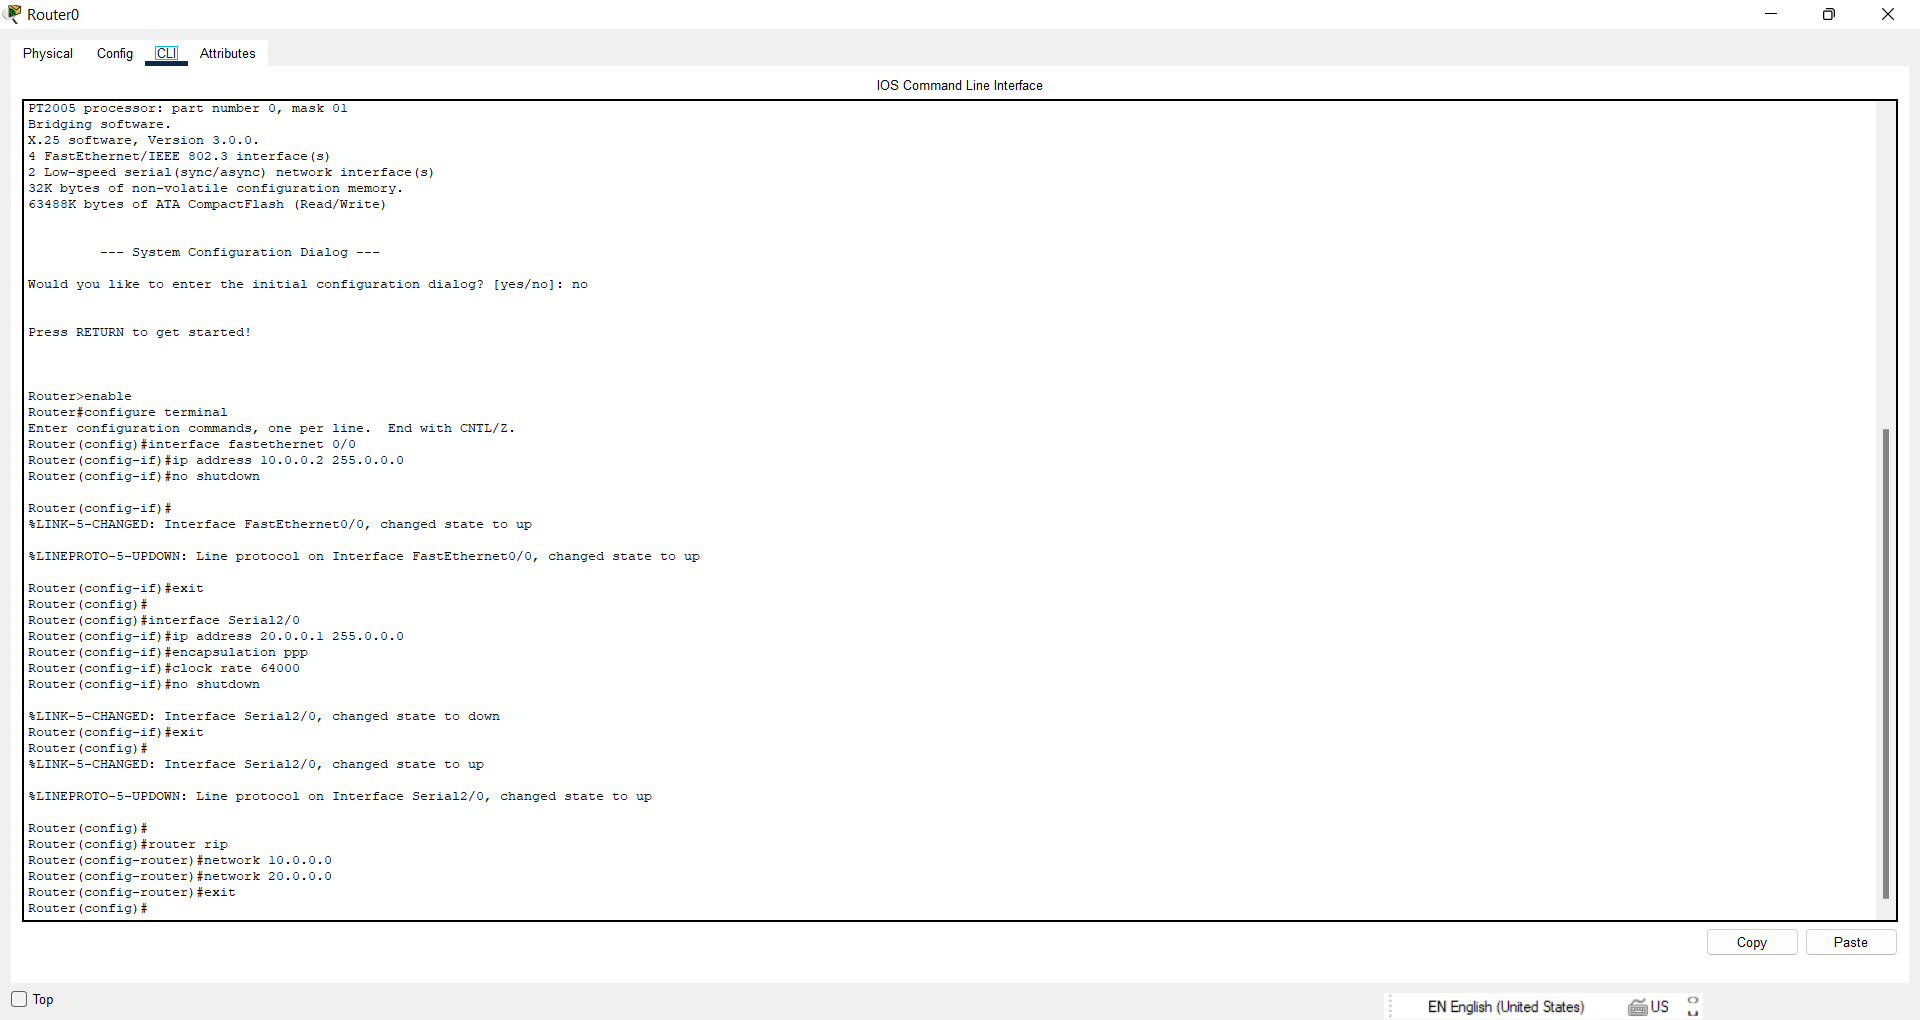 Router0
Physical Config CLI Attributes
IOS Command Line Interface
PT2005 processor: part number 0, mask 01
Bridging software.
X.25 software, Version 3.0.0.
4 FastEthernet/IEEE 802.3 interface(s)
2 Low-speed serial(sync/async) network interface(s)
32K bytes of non-volatile configuration memory.
63488K bytes of ATA CompactFlash (Read/Write)
--- System Configuration Dialog ---
Would you like to enter the initial configuration dialog? [yes/no]: no
Press RETURN to get started!
Router>enable
Router#configure terminal
Enter configuration commands, one per line.  End with CNTL/Z.
Router(config)#interface fastethernet 0/0
Router(config-if)#ip address 10.0.0.2 255.0.0.0
Router(config-if)#no shutdown
Router(config-if)#
%LINK-5-CHANGED: Interface FastEthernet0/0, changed state to up
%LINEPROTO-5-UPDOWN: Line protocol on Interface FastEthernet0/0, changed state to up
Router(config-if)#exit
Router(config)#
Router(config)#interface Serial2/0
Router(config-if)#ip address 20.0.0.1 255.0.0.0
Router(config-if)#encapsulation ppp
Router(config-if)#clock rate 64000
Router(config-if)#no shutdown
%LINK-5-CHANGED: Interface Serial2/0, changed state to down
Router(config-if)#exit
Router(config)#
%LINK-5-CHANGED: Interface Serial2/0, changed state to up
%LINEPROTO-5-UPDOWN: Line protocol on Interface Serial2/0, changed state to up
Router(config)#
Router(config)#router rip
Router(config-router)#network 10.0.0.0
Router(config-router)#network 20.0.0.0
Router(config-router)#exit
Router(config)#
Copy Paste
Top
EN English (United States) US